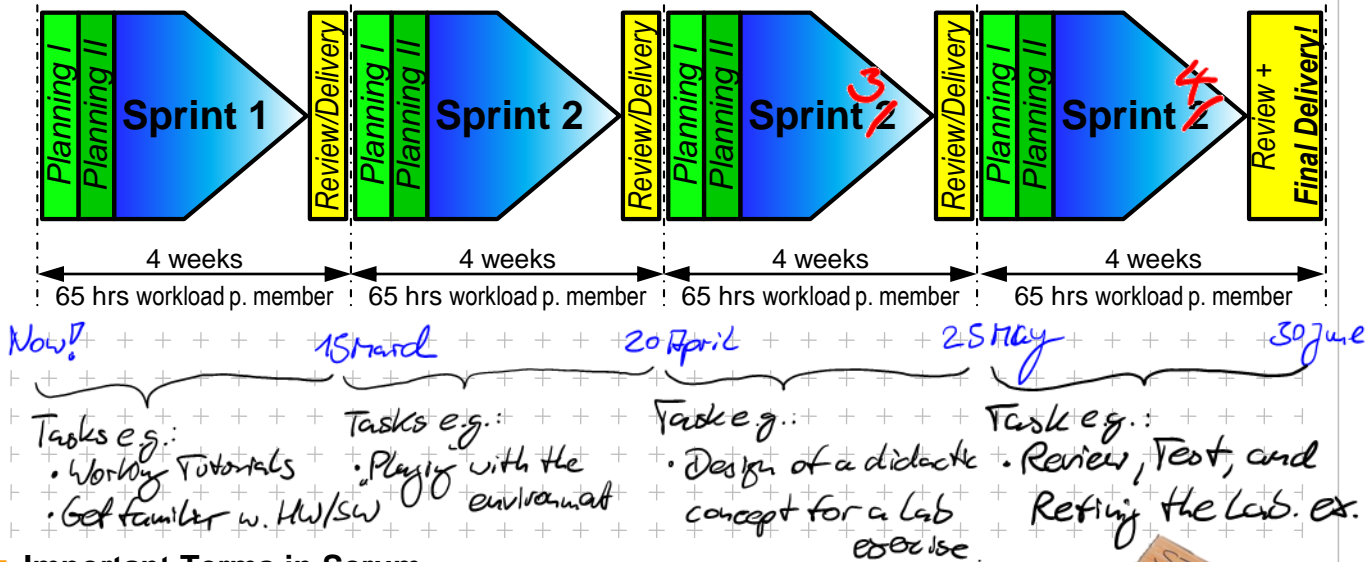 Planning I
Planning II
Sprint 1
Review/Delivery
Planning I
Planning II
Sprint 2
Review/Delivery
Planning I
Planning II
Sprint 2
3
Review/Delivery
Planning I
Planning II
Sprint 2
4
Review +
Final Delivery!
4 weeks
4 weeks
4 weeks
4 weeks
65 hrs workload p. member
65 hrs workload p. member
65 hrs workload p. member
65 hrs workload p. member
Now!
15 March
20 April
25 May
30 June
Tasks e.g.:
• Working Tutorials
• Get familiar w. HW/SW
Tasks e.g.:
• "Playing" with the
environment
Task e.g.:
• Design of a didactic
concept for a Lab
exercise.
Task e.g.:
• Review, Test, and
Refining the Lab. ex.
Important Terms in Scrum